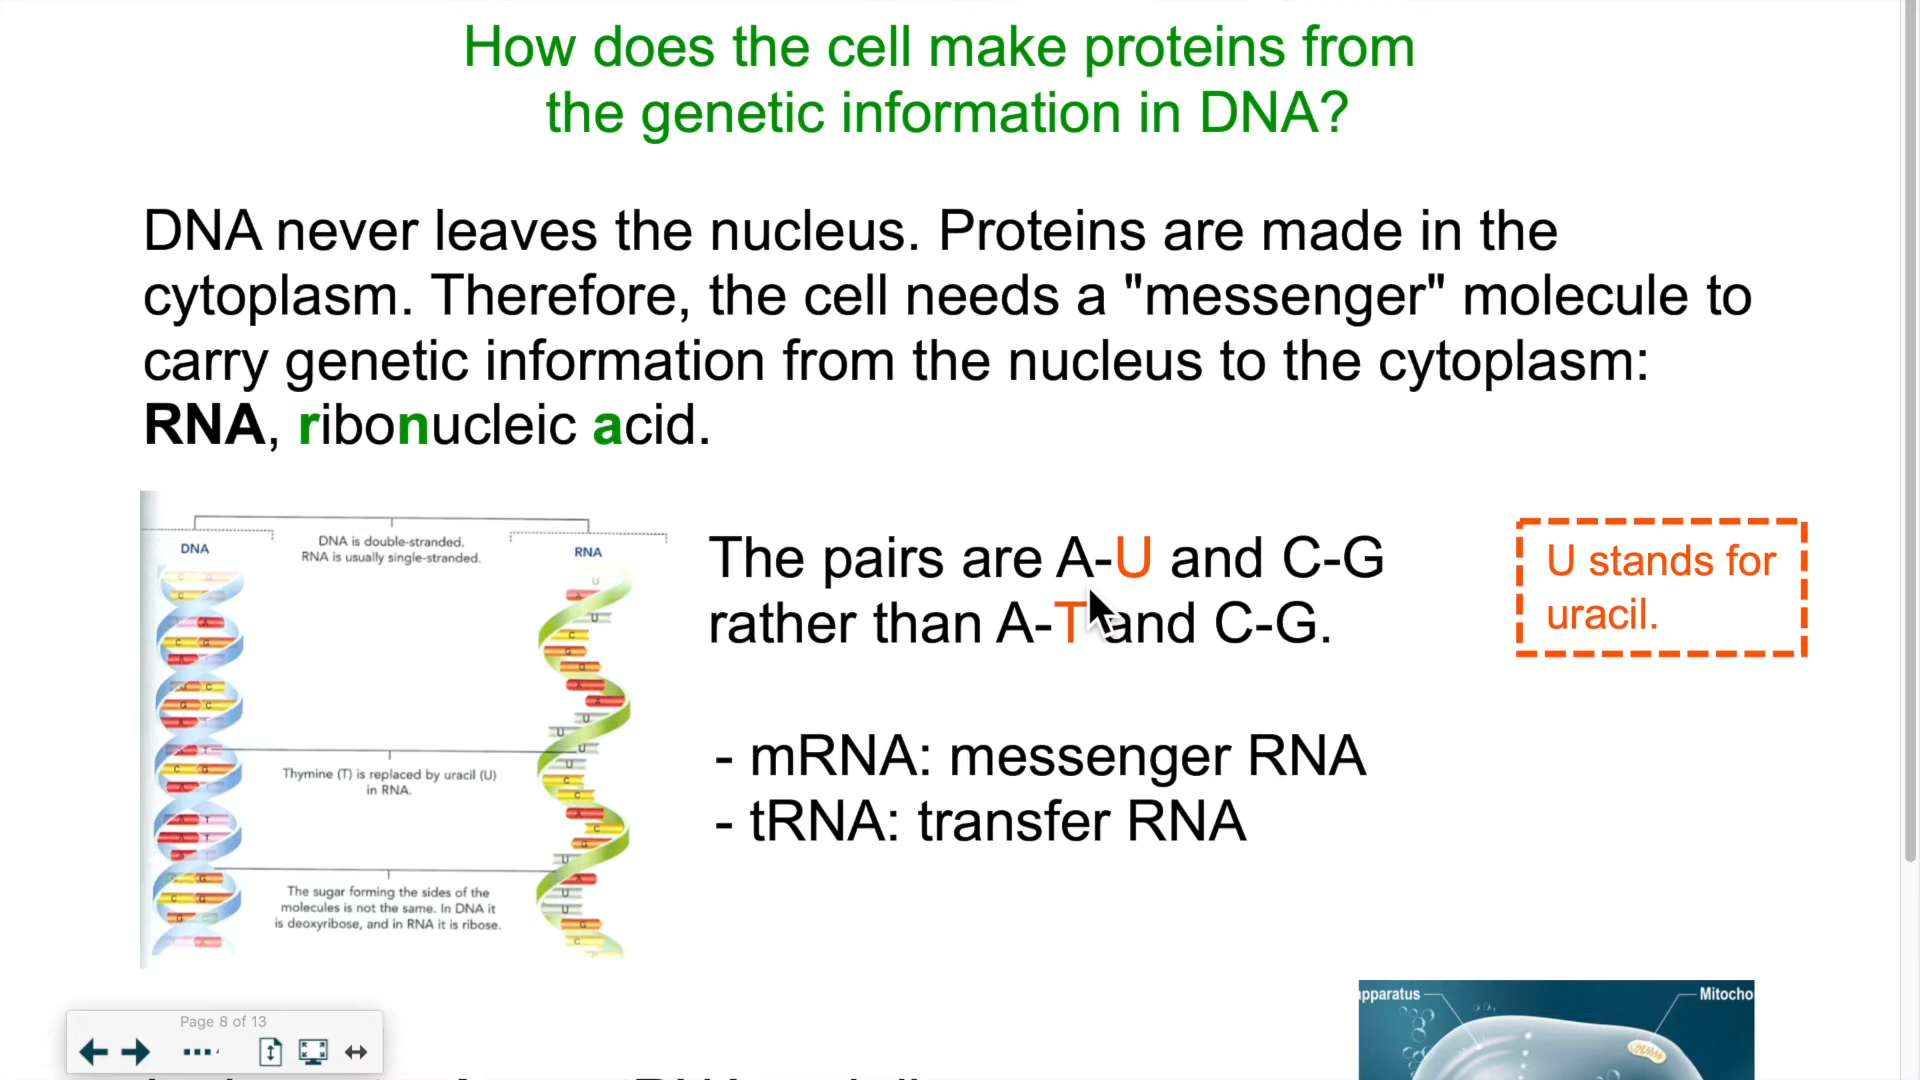 How does the cell make proteins from
the genetic information in DNA?
DNA never leaves the nucleus. Proteins are made in the
cytoplasm. Therefore, the cell needs a "messenger" molecule to
carry genetic information from the nucleus to the cytoplasm:
RNA, ribonucleic acid.
DNA
DNA is double-stranded.
RNA is usually single-stranded.
RNA
Thymine (T) is replaced by uracil (U)
in RNA.
The sugar forming the sides of the
molecules is not the same. In DNA it
is deoxyribose, and in RNA it is ribose.
The pairs are A-U and C-G
rather than A-T and C-G.
U stands for
uracil.
- mRNA: messenger RNA
- tRNA: transfer RNA
apparatus
Mitocho
Page 8 of 13